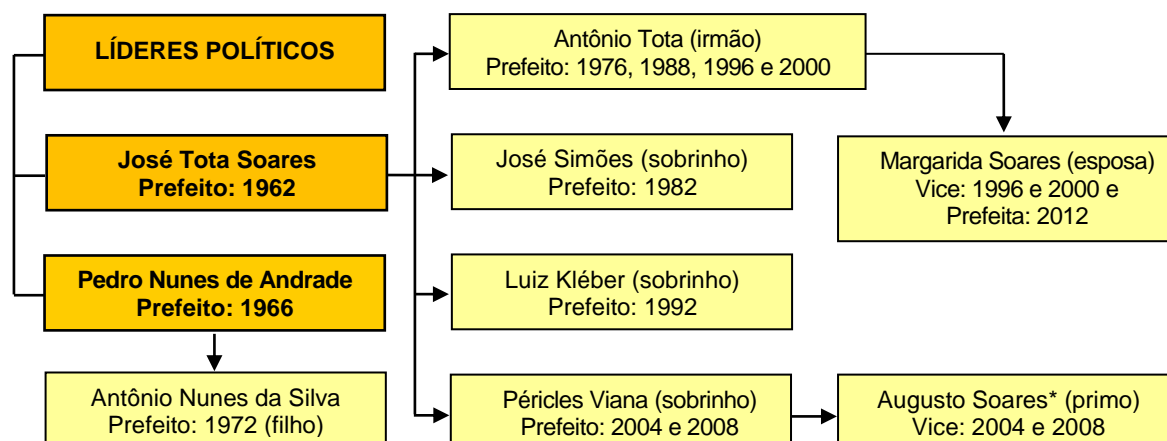 LÍDERES POLÍTICOS
José Tota Soares
Prefeito: 1962
Pedro Nunes de Andrade
Prefeito: 1966
Antônio Nunes da Silva
Prefeito: 1972 (filho)
Antônio Tota (irmão)
Prefeito: 1976, 1988, 1996 e 2000
José Simões (sobrinho)
Prefeito: 1982
Luiz Kléber (sobrinho)
Prefeito: 1992
Péricles Viana (sobrinho)
Prefeito: 2004 e 2008
Margarida Soares (esposa)
Vice: 1996 e 2000 e
Prefeita: 2012
Augusto Soares* (primo)
Vice: 2004 e 2008